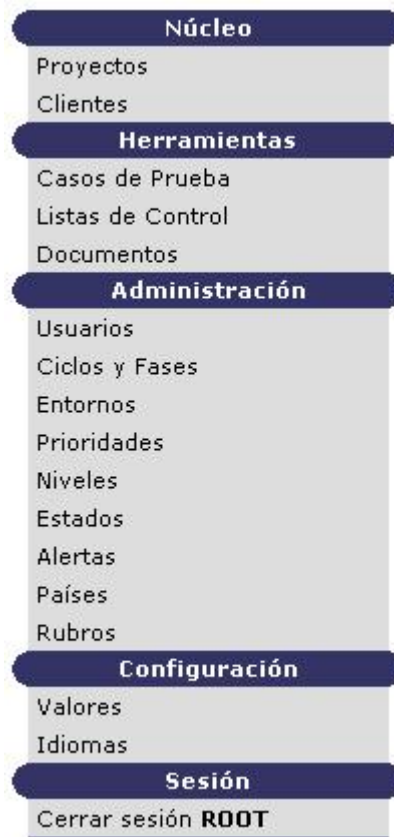 Núcleo
Proyectos
Clientes
Herramientas
Casos de Prueba
Listas de Control
Documentos
Administración
Usuarios
Ciclos y Fases
Entornos
Prioridades
Niveles
Estados
Alertas
Países
Rubros
Configuración
Valores
Idiomas
Sesión
Cerrar sesión ROOT